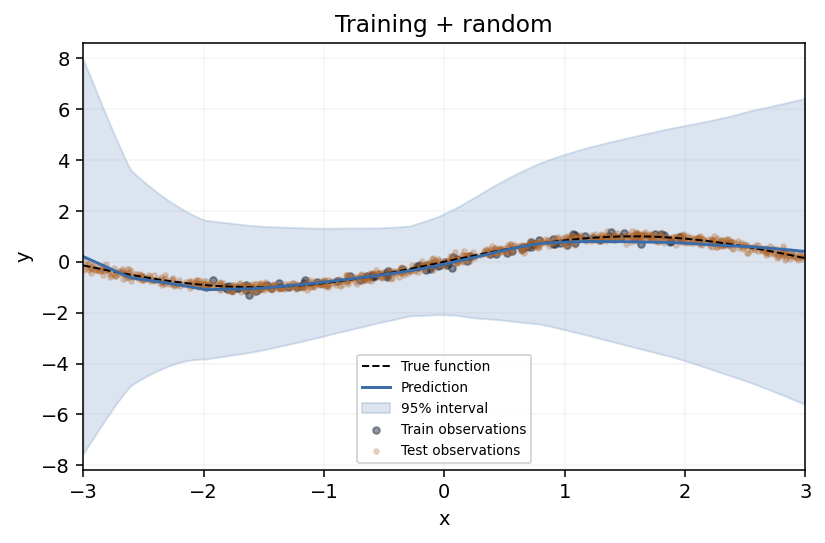 Training + random
8
6
4
2
0
−2
−4
−6
−8
y
True function
Prediction
95% interval
Train observations
Test observations
−3 −2 −1 0 1 2 3
x